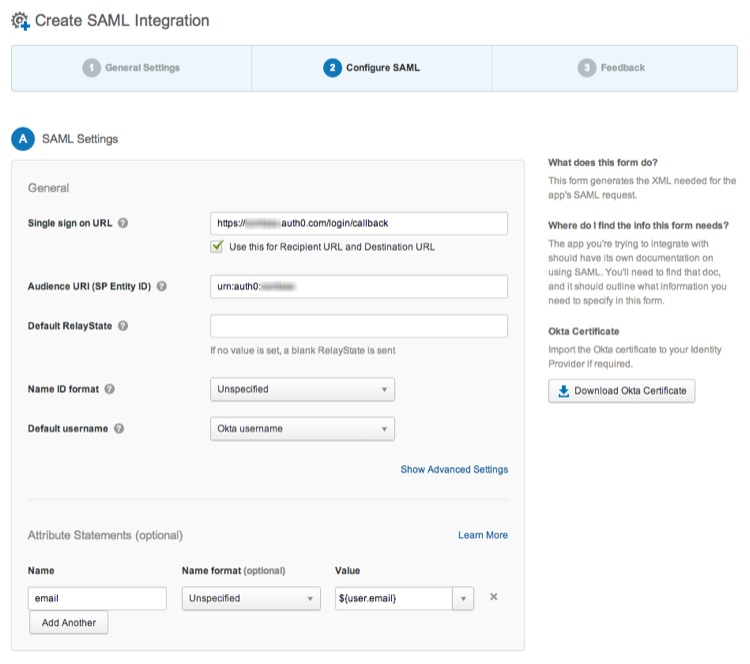 Create SAML Integration
1 General Settings
2 Configure SAML
3 Feedback
A SAML Settings
General
Single sign on URL ?
https:// auth0.com/login/callback
Use this for Recipient URL and Destination URL
Audience URI (SP Entity ID) ?
urn:auth0:
Default RelayState ?
If no value is set, a blank RelayState is sent
Name ID format ?
Unspecified
Default username ?
Okta username
Show Advanced Settings
Attribute Statements (optional)
Learn More
Name
Name format (optional)
Value
email
Unspecified
${user.email}
Add Another
What does this form do?
This form generates the XML needed for the
app's SAML request.
Where do I find the info this form needs?
The app you're trying to integrate with
should have its own documentation on
using SAML. You'll need to find that doc,
and it should outline what information you
need to specify in this form.
Okta Certificate
Import the Okta certificate to your Identity
Provider if required.
Download Okta Certificate